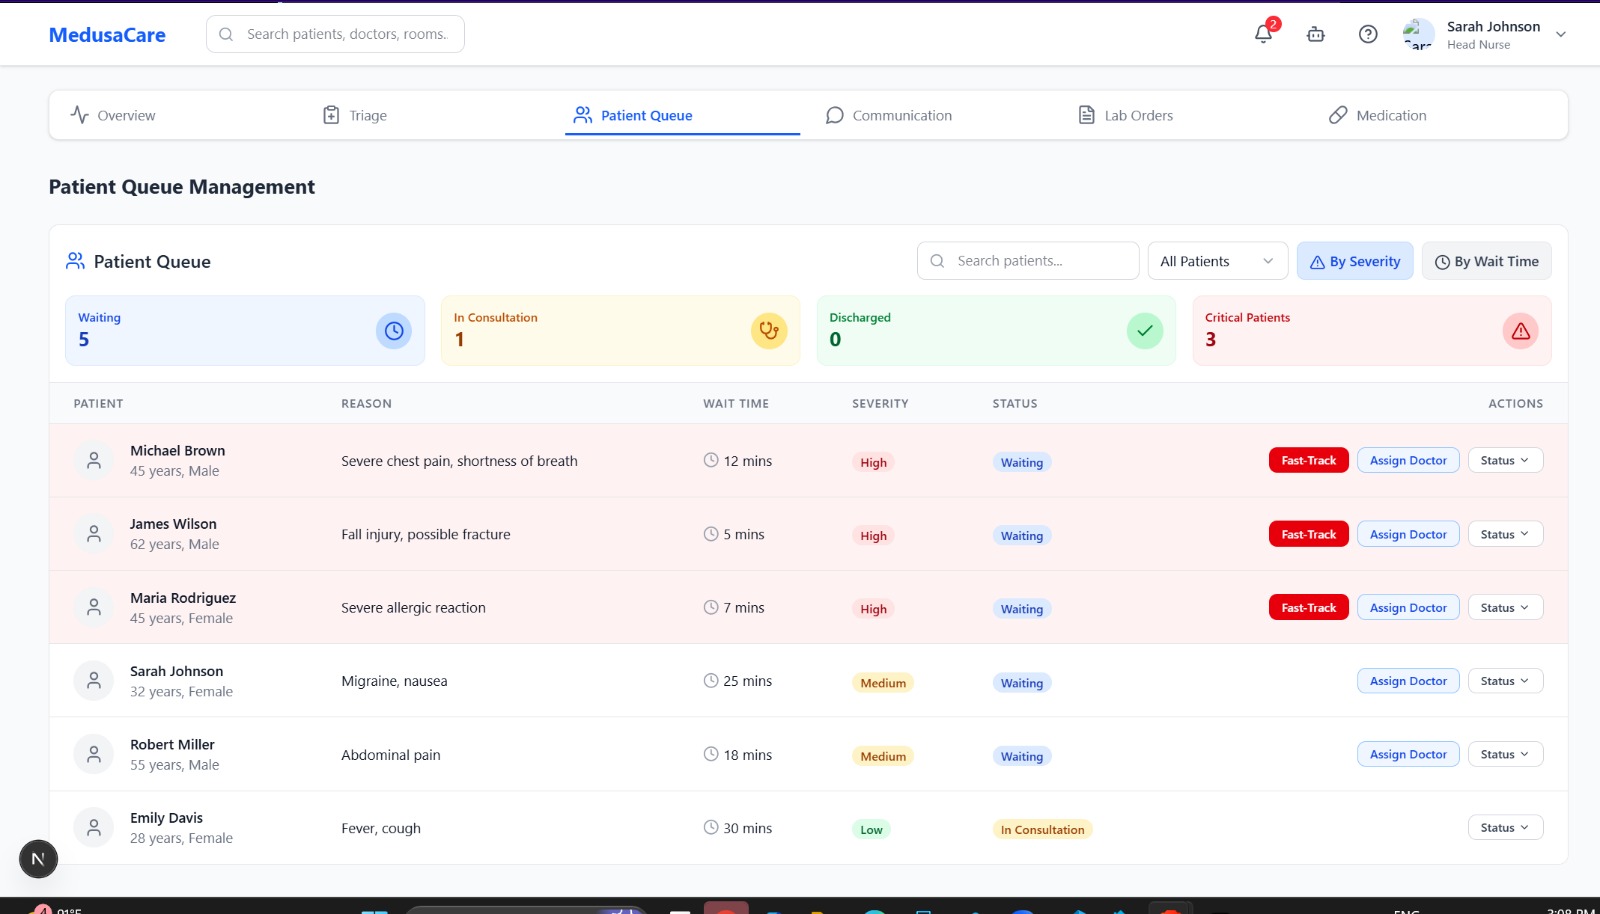 MedusaCare
Search patients, doctors, rooms..
2
Sarah Johnson
Head Nurse
Overview
Triage
Patient Queue
Communication
Lab Orders
Medication
Patient Queue Management
Patient Queue
Search patients...
All Patients
By Severity
By Wait Time
Waiting
5
In Consultation
1
Discharged
0
Critical Patients
3
PATIENT REASON WAIT TIME SEVERITY STATUS ACTIONS
Michael Brown
45 years, Male
Severe chest pain, shortness of breath
12 mins
High
Waiting
Fast-Track
Assign Doctor
Status
James Wilson
62 years, Male
Fall injury, possible fracture
5 mins
High
Waiting
Fast-Track
Assign Doctor
Status
Maria Rodriguez
45 years, Female
Severe allergic reaction
7 mins
High
Waiting
Fast-Track
Assign Doctor
Status
Sarah Johnson
32 years, Female
Migraine, nausea
25 mins
Medium
Waiting
Assign Doctor
Status
Robert Miller
55 years, Male
Abdominal pain
18 mins
Medium
Waiting
Assign Doctor
Status
Emily Davis
28 years, Female
Fever, cough
30 mins
Low
In Consultation
Status
N
4
91°F
ENG
3:08 PM